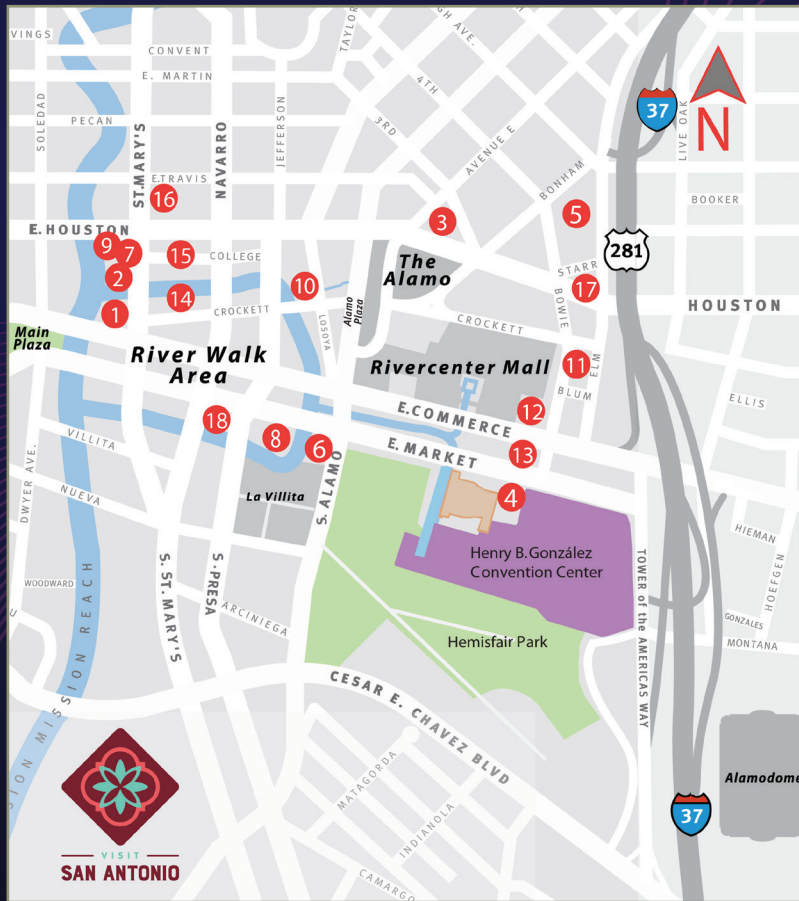 VINGS
CONVENT
E. MARTIN
TAYLOR
GH AVE.
4TH
3RD
AVENUE E
BONHAM
37
N
LIVE OAK
SOLEDAD
PECAN
ST.MARY'S
NAVARRO
JEFFERSON
E.TRAVIS
BOOKER
16
5
3
E.HOUSTON
9
7
15
COLLEGE
281
The
Alamo
STARR
2
10
17
14
1
CROCKETT
LOSOYA
Alamo
Plaza
CROCKETT
BOWIE
HOUSTON
Main
Plaza
River Walk
Area
Rivercenter Mall
11
ELM
BLUM
ELLIS
E.COMMERCE
12
18
8
6
E.MARKET
13
VILLITA
DWYER AVE.
NUEVA
La Villita
S. ALAMO
4
Henry B.González
Convention Center
HIEMAN
HOEFGEN
WOODWARD
S. ST. MARY'S
S. PRESA
ARCINIEGA
U
Hemisfair Park
TOWER of the AMERICAS WAY
GONZALES
MONTANA
SION MISSION REACH
CESAR E. CHAVEZ BLVD
MATAGORDA
INDIANOLA
CAMARGO
Alamodome
37
VISIT
SAN ANTONIO